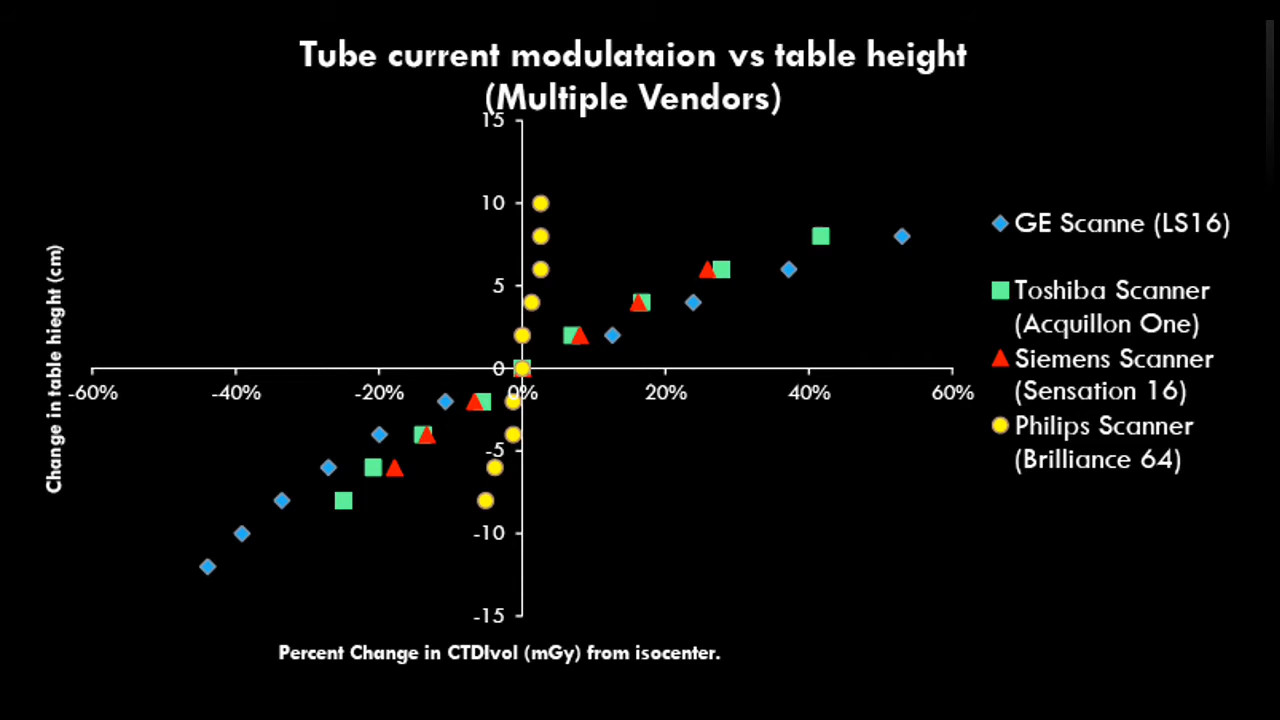 Tube current modulataion vs table height
(Multiple Vendors)
15
10
5
0
-5
-10
-15
-60%
-40%
-20%
0%
20%
40%
60%
Change in table hieght (cm)
Percent Change in CTDIvol (mGy) from isocenter.
GE Scanne (LS16)
Toshiba Scanner
(Acquillon One)
Siemens Scanner
(Sensation 16)
Philips Scanner
(Brilliance 64)